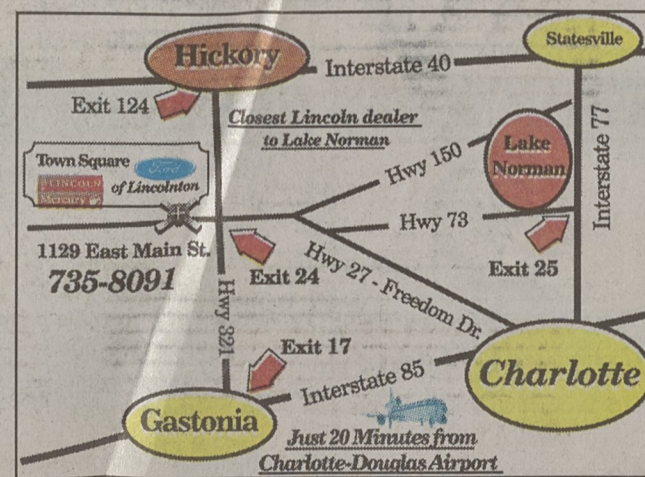 Hickory
Interstate 40
Statesville
Exit 124
Closest Lincoln dealer
to Lake Norman
Town Square
Ford
LINCOLN
Mercury
of Lincolnton
Hwy 150
Lake
Norman
Interstate 77
Hwy 73
1129 East Main St.
735-8091
Exit 24
Hwy 27 - Freedom Dr.
Exit 25
Hwy 321
Exit 17
Interstate 85
Charlotte
Gastonia
Just 20 Minutes from
Charlotte-Douglas Airport